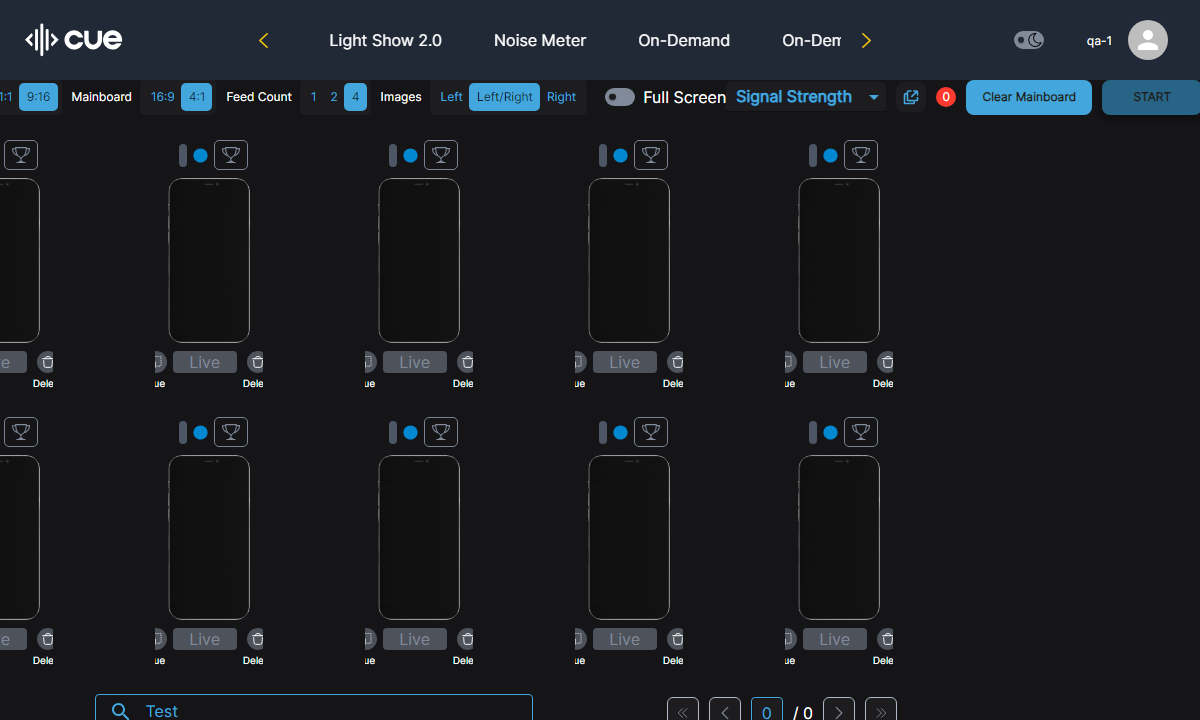 cue
Light Show 2.0 Noise Meter On-Demand On-Dem
qa-1
1:1 9:16 Mainboard 16:9 4:1 Feed Count 1 2 4 Images Left Left/Right Right Full Screen Signal Strength 0 Clear Mainboard START
e Live Live Live Live
Dele ue Dele ue Dele ue Dele ue Dele
e Live Live Live Live
Dele ue Dele ue Dele ue Dele ue Dele
Test « < 0 / 0 > »